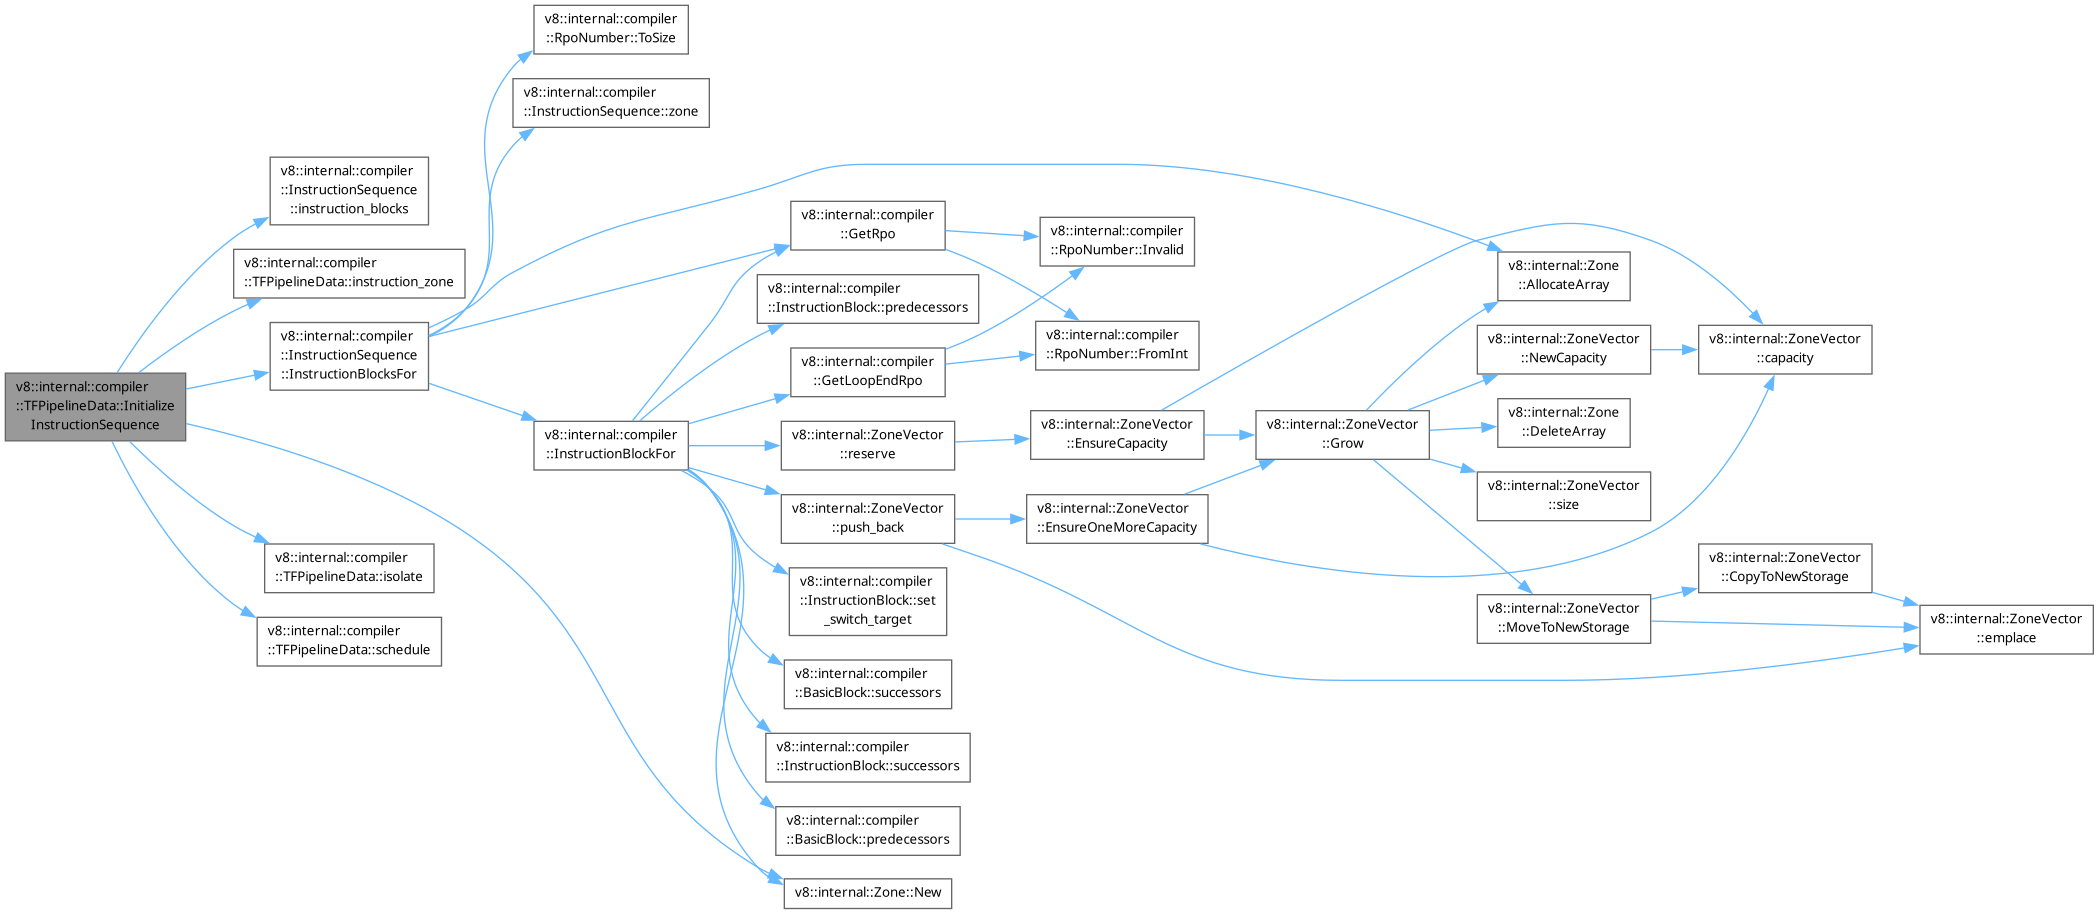 v8::internal::compiler
::RpoNumber::ToSize
v8::internal::compiler
::InstructionSequence::zone
v8::internal::compiler
::InstructionSequence
::instruction_blocks
v8::internal::compiler
::TFPipelineData::instruction_zone
v8::internal::compiler
::InstructionSequence
::InstructionBlocksFor
v8::internal::compiler
::TFPipelineData::Initialize
InstructionSequence
v8::internal::compiler
::TFPipelineData::isolate
v8::internal::compiler
::TFPipelineData::schedule
v8::internal::compiler
::InstructionBlockFor
v8::internal::compiler
::GetRpo
v8::internal::compiler
::InstructionBlock::predecessors
v8::internal::compiler
::GetLoopEndRpo
v8::internal::ZoneVector
::reserve
v8::internal::ZoneVector
::push_back
v8::internal::compiler
::InstructionBlock::set
_switch_target
v8::internal::compiler
::BasicBlock::successors
v8::internal::compiler
::InstructionBlock::successors
v8::internal::compiler
::BasicBlock::predecessors
v8::internal::Zone::New
v8::internal::compiler
::RpoNumber::Invalid
v8::internal::compiler
::RpoNumber::FromInt
v8::internal::ZoneVector
::EnsureCapacity
v8::internal::ZoneVector
::EnsureOneMoreCapacity
v8::internal::ZoneVector
::Grow
v8::internal::Zone
::AllocateArray
v8::internal::ZoneVector
::NewCapacity
v8::internal::Zone
::DeleteArray
v8::internal::ZoneVector
::size
v8::internal::ZoneVector
::MoveToNewStorage
v8::internal::ZoneVector
::capacity
v8::internal::ZoneVector
::CopyToNewStorage
v8::internal::ZoneVector
::emplace